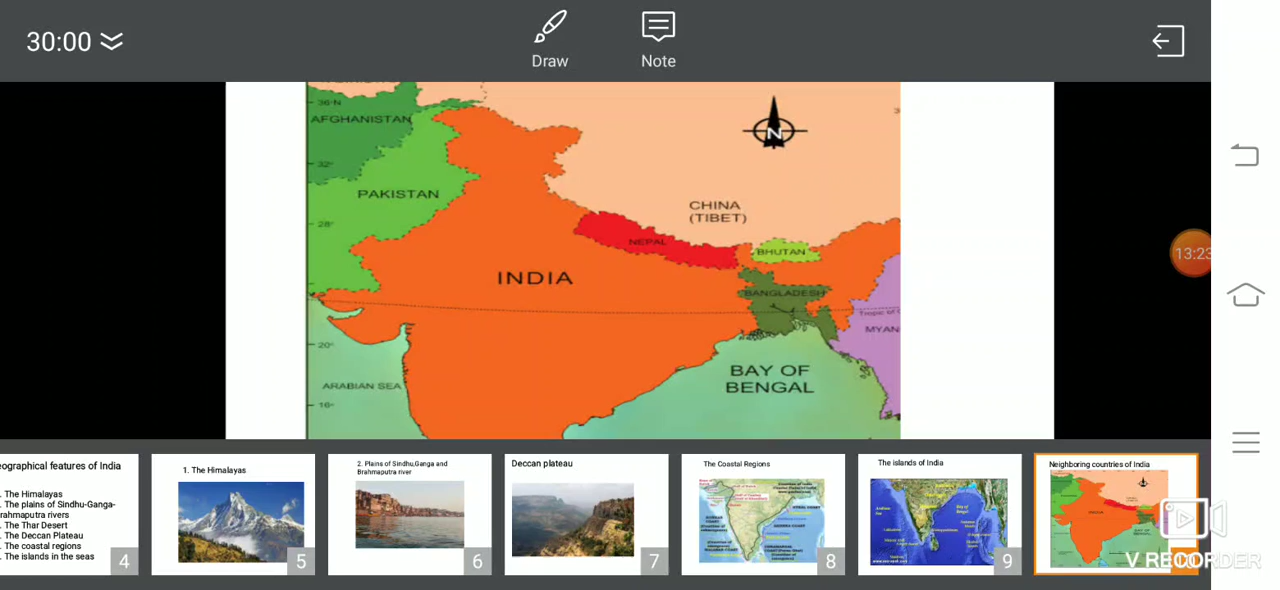 30:00
Draw
Note
36°N
AFGHANISTAN
32°
PAKISTAN
CHINA
(TIBET)
28°
NEPAL
BHUTAN
INDIA
BANGLADESH
Tropic of
MYAN
20°
BAY OF
BENGAL
ARABIAN SEA
16°
13:23
eographical features of India
. The Himalayas
. The plains of Sindhu-Ganga-
rahmaputra rivers
. The Thar Desert
. The Deccan Plateau
. The coastal regions
. The islands in the seas
4
1. The Himalayas
5
2. Plains of Sindhu,Ganga and
Brahmaputra river
6
Deccan plateau
7
The Coastal Regions
8
The islands of India
9
Neighboring countries of India
10
V RECORDER